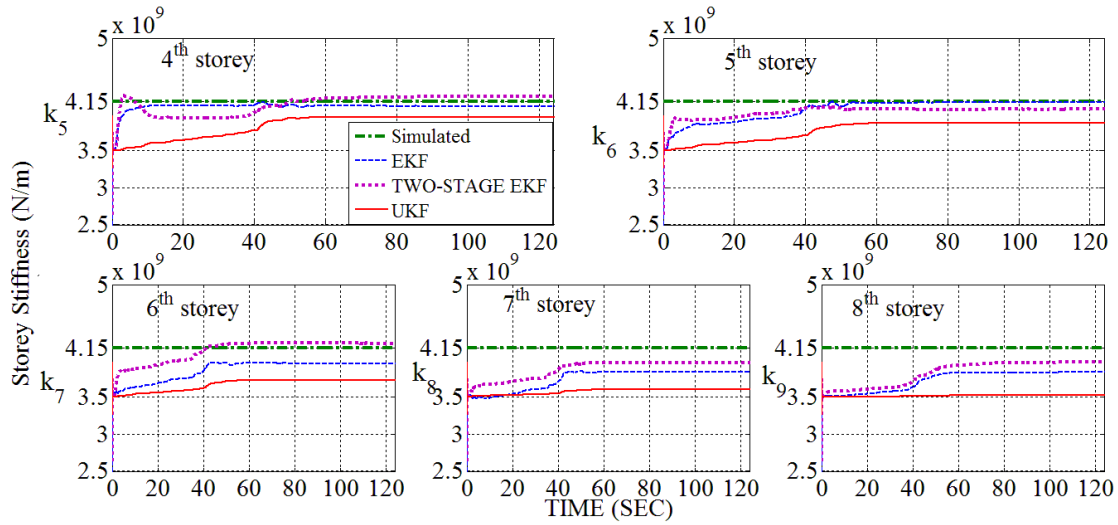 x 10^9
5
4.15
3.5
3
2.5
k5
4th storey
Simulated
EKF
TWO-STAGE EKF
UKF
0 20 40 60 80 100 120
x 10^9
5
4.15
3.5
3
2.5
k6
5th storey
0 20 40 60 80 100 120
Storey Stiffness (N/m)
x 10^9
5
4.15
3.5
3
2.5
k7
6th storey
0 20 40 60 80 100 120
x 10^9
5
4.15
3.5
3
2.5
k8
7th storey
0 20 40 60 80 100 120
x 10^9
5
4.15
3.5
3
2.5
k9
8th storey
0 20 40 60 80 100 120
TIME (SEC)